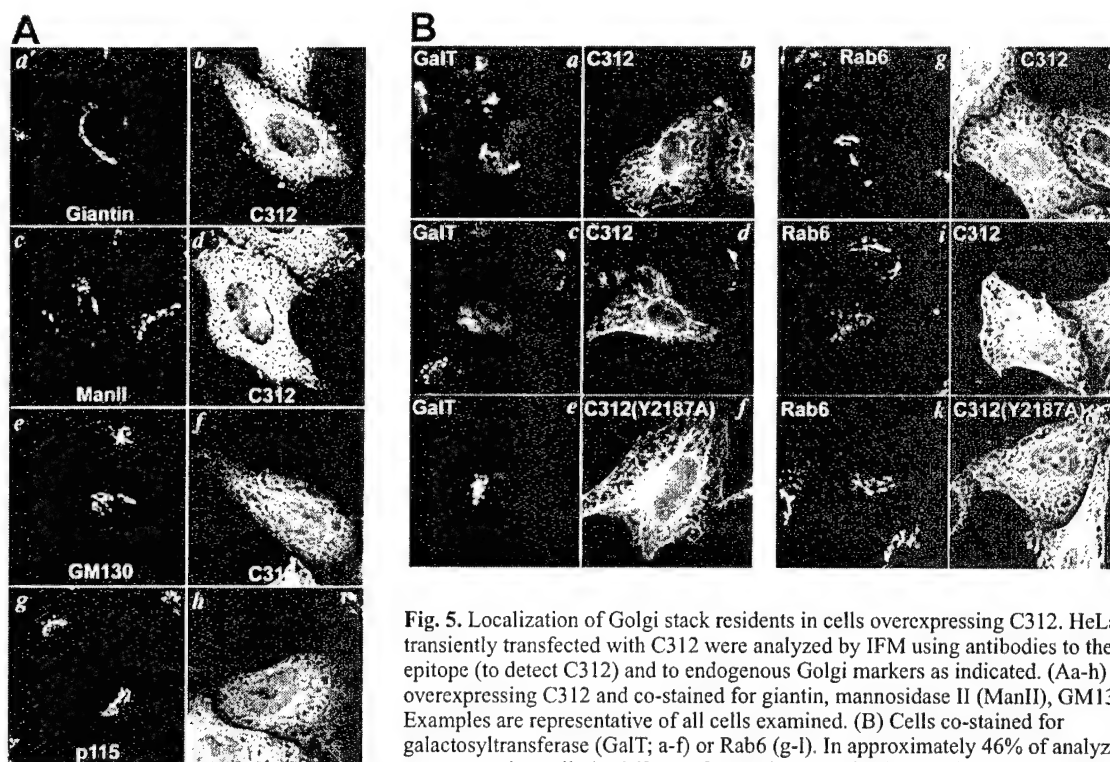 A
a
b
Giantin
C312
c
d
ManII
C312
e
f
GM130
g
h
p115
B
GalT
a
C312
b
GalT
c
C312
d
GalT
e
C312(Y2187A)
f
Rab6
g
C312
Rab6
i
C312
Rab6
k
C312(Y2187A)
Fig. 5. Localization of Golgi stack residents in cells overexpressing C312. HeLa
transiently transfected with C312 were analyzed by IFM using antibodies to the
epitope (to detect C312) and to endogenous Golgi markers as indicated. (Aa-h)
overexpressing C312 and co-stained for giantin, mannosidase II (ManII), GM13
Examples are representative of all cells examined. (B) Cells co-stained for
galactosyltransferase (GalT; a-f) or Rab6 (g-l). In approximately 46% of analyz